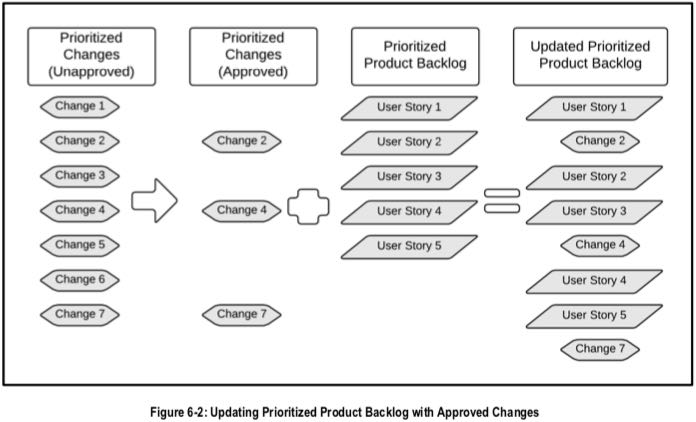 Prioritized
Changes
(Unapproved)
Prioritized
Changes
(Approved)
Prioritized
Product Backlog
Updated Prioritized
Product Backlog
Change 1
Change 2
Change 3
Change 4
Change 5
Change 6
Change 7
Change 2
Change 4
Change 7
User Story 1
User Story 2
User Story 3
User Story 4
User Story 5
User Story 1
Change 2
User Story 2
User Story 3
Change 4
User Story 4
User Story 5
Change 7
Figure 6-2: Updating Prioritized Product Backlog with Approved Changes